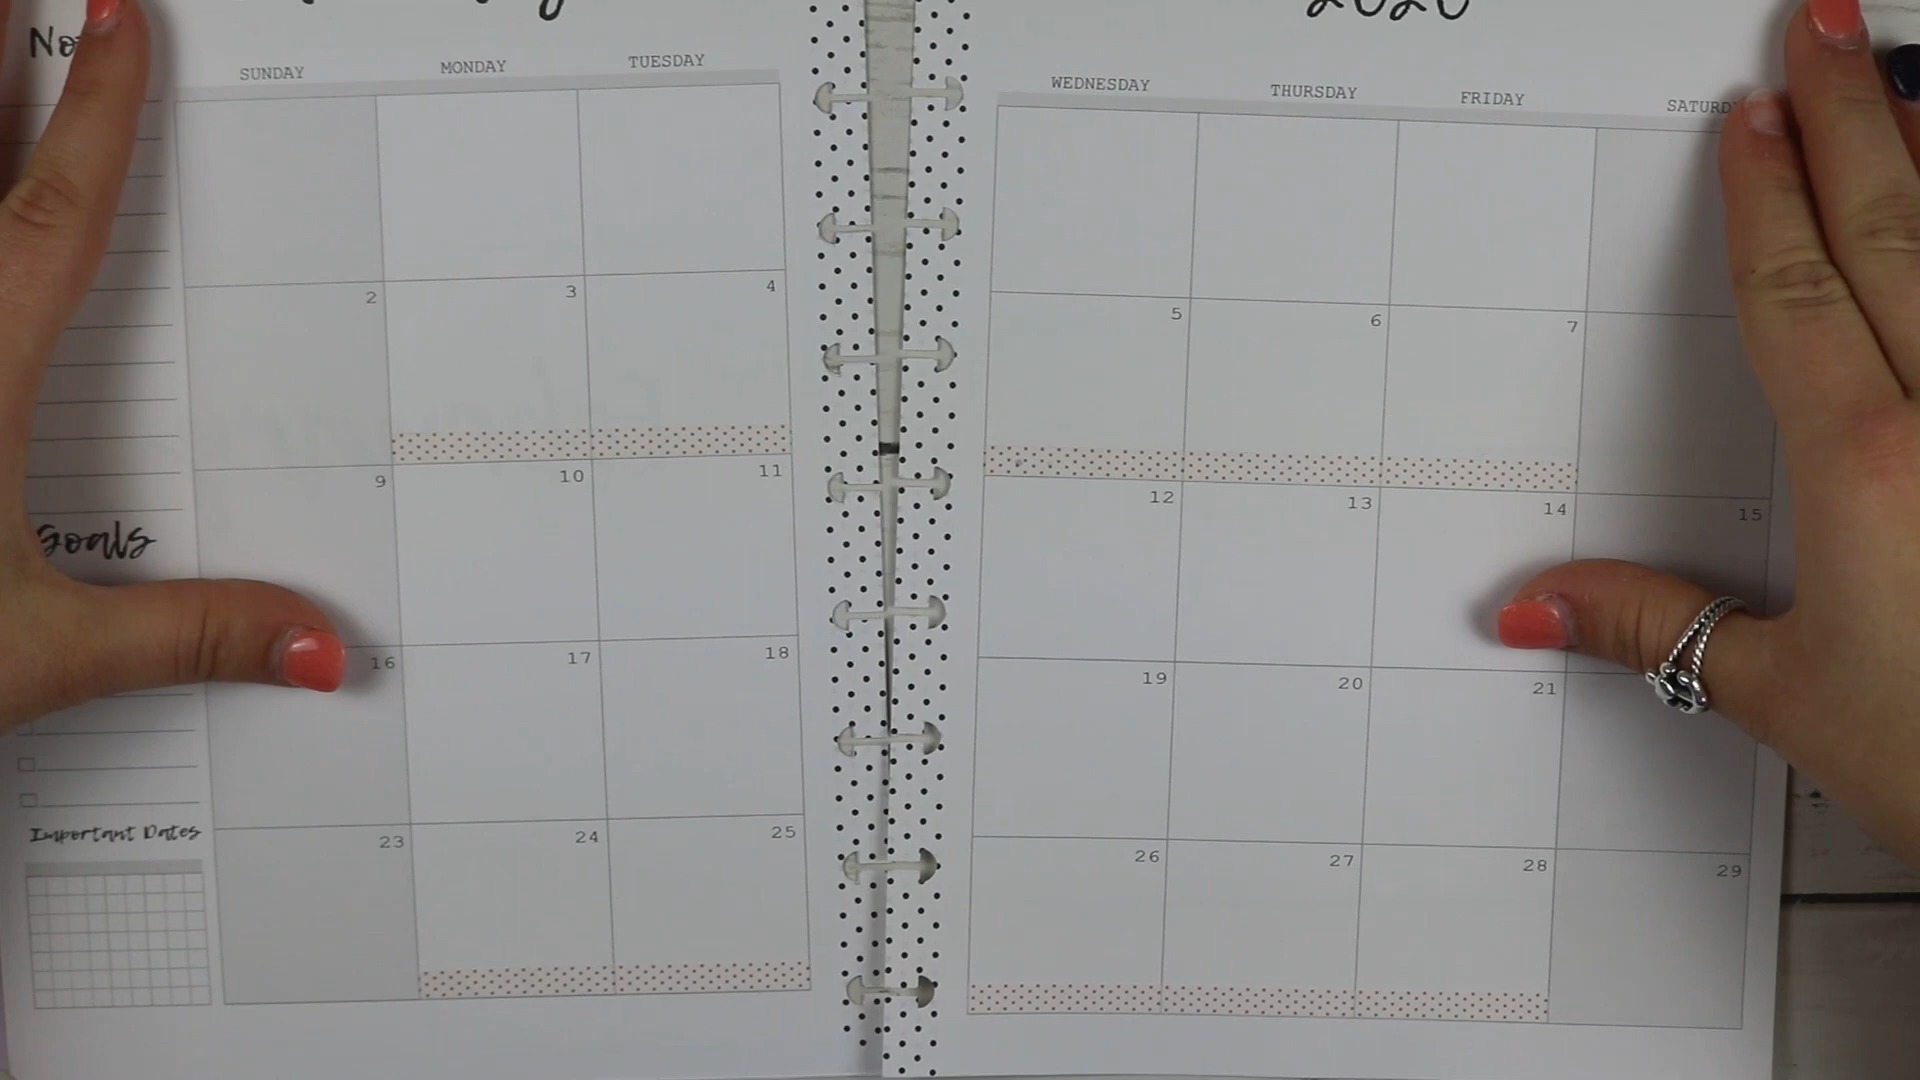 2020
SUNDAY MONDAY TUESDAY WEDNESDAY THURSDAY FRIDAY SATURD
No
2 3 4 5 6 7
9 10 11 12 13 14 15
Goals
16 17 18 19 20 21
Important Dates
23 24 25 26 27 28 29